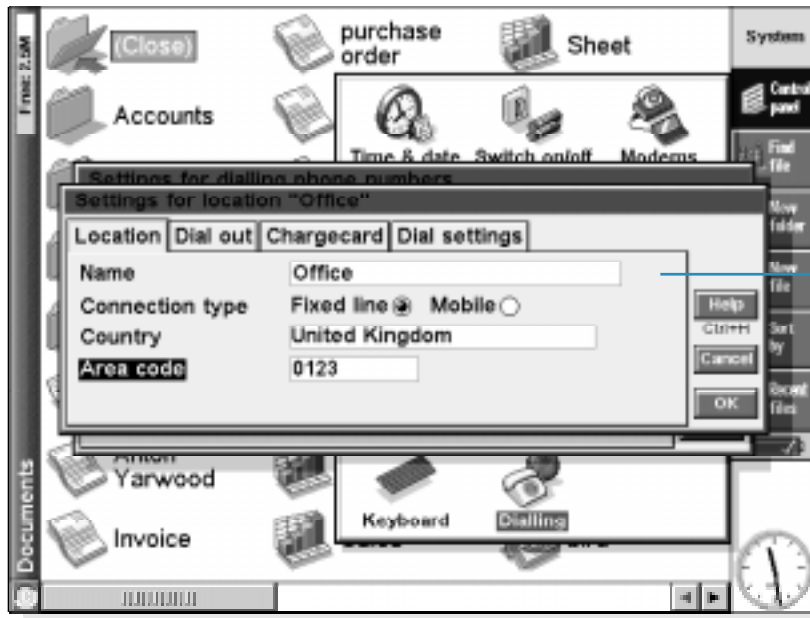 Free: 2.5M
(Close)
purchase
order
Sheet
System
Accounts
Control
panel
Time & date
Switch on/off
Modems
Find
file
Settings for dialling phone numbers
Settings for location "Office"
New
folder
Location
Dial out
Chargecard
Dial settings
Name
Office
New
file
Connection type
Fixed line
Mobile
Help
Ctrl+H
Country
United Kingdom
Sort
by
Area code
0123
Cancel
OK
Recent
files
Anton
Yarwood
Keyboard
Dialling
Documents
Invoice